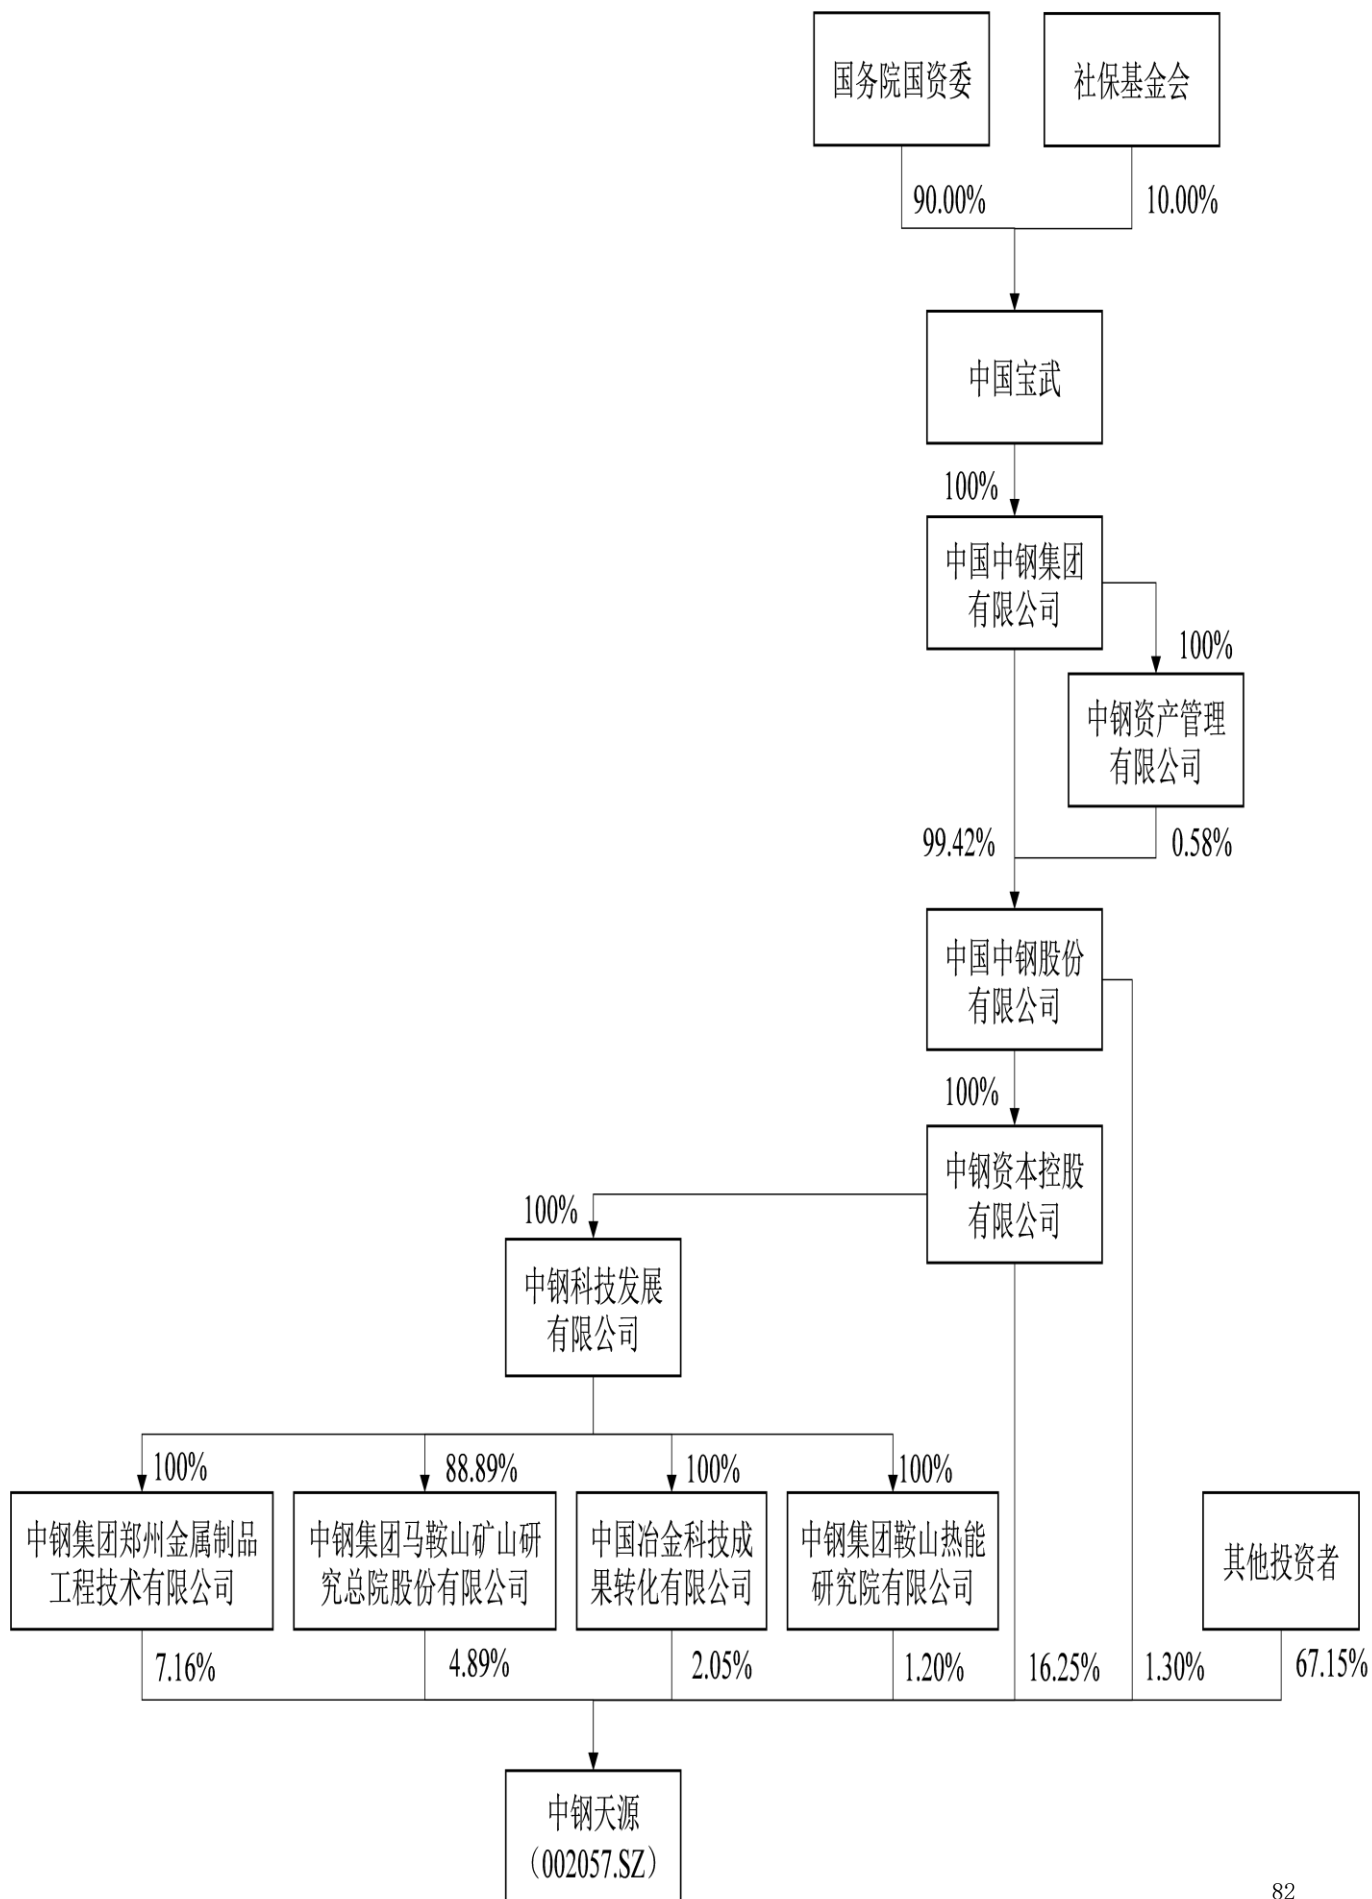 国务院国资委
社保基金会
90.00%
10.00%
中国宝武
100%
中国中钢集团
有限公司
100%
中钢资产管理
有限公司
99.42%
0.58%
中国中钢股份
有限公司
100%
中钢资本控股
有限公司
100%
中钢科技发展
有限公司
100%
88.89%
100%
100%
中钢集团郑州金属制品
工程技术有限公司
中钢集团马鞍山矿山研
究总院股份有限公司
中国冶金科技成
果转化有限公司
中钢集团鞍山热能
研究院有限公司
其他投资者
7.16%
4.89%
2.05%
1.20%
16.25%
1.30%
67.15%
中钢天源
（002057.SZ）
82